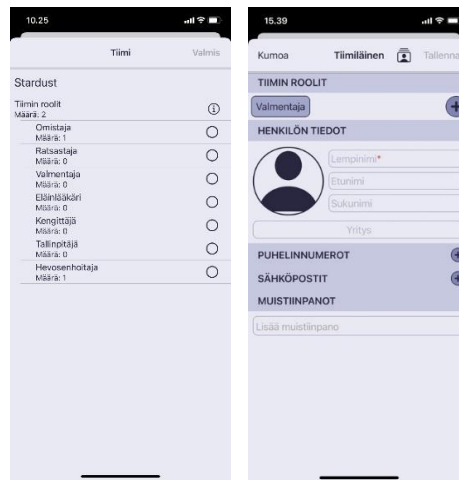 10.25
Tiimi
Valmis
Stardust
Tiimin roolit
Määrä: 2
Omistaja
Määrä: 1
Ratsastaja
Määrä: 0
Valmentaja
Määrä: 0
Eläinlääkäri
Määrä: 0
Kengittäjä
Määrä: 0
Tallinpitäjä
Määrä: 0
Hevosenhoitaja
Määrä: 1
15.39
Kumoa
Tiimiläinen
Tallenna
TIIMIN ROOLIT
Valmentaja
HENKILÖN TIEDOT
Lempinimi*
Etunimi
Sukunimi
Yritys
PUHELINNUMEROT
SÄHKÖPOSTIT
MUISTIINPANOT
Lisää muistiinpano